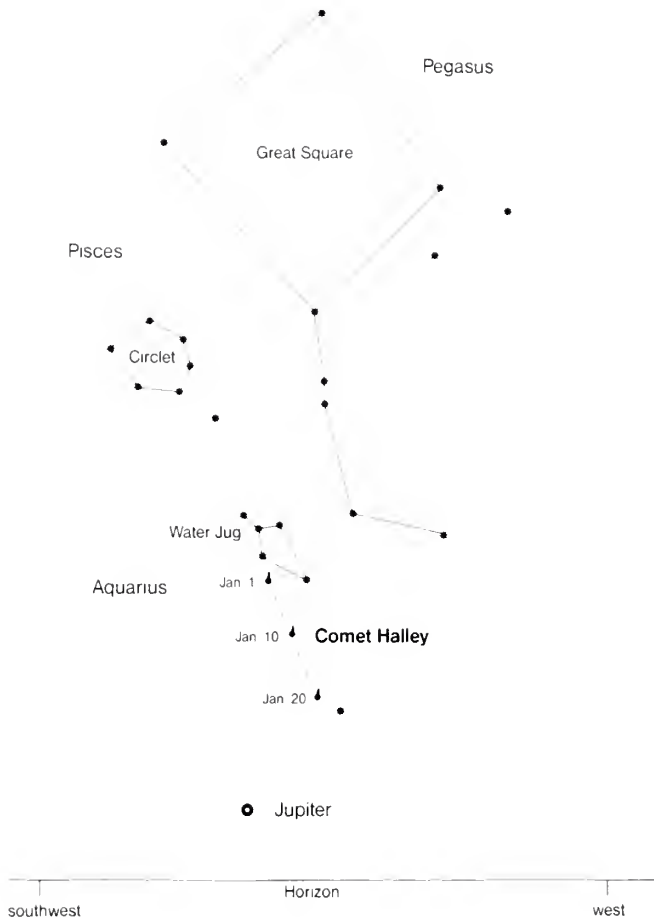 Pegasus
Great Square
Pisces
Circlet
Water Jug
Aquarius
Jan 1
Jan 10
Comet Halley
Jan 20
Jupiter
Horizon
southwest
west